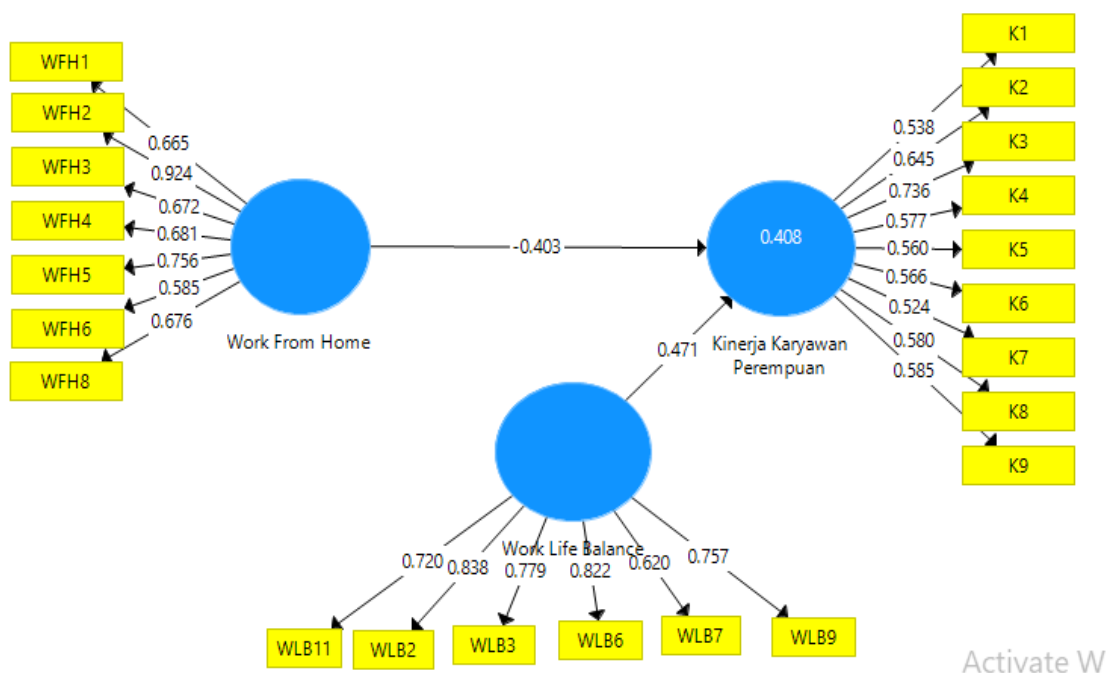 WFH1
WFH2
WFH3
WFH4
WFH5
WFH6
WFH8
0.665
0.924
0.672
0.681
0.756
0.585
0.676
Work From Home
-0.403
0.408
Kinerja Karyawan
Perempuan
0.471
0.538
0.645
0.736
0.577
0.560
0.566
0.524
0.580
0.585
K1
K2
K3
K4
K5
K6
K7
K8
K9
Work Life Balance
0.720
0.838
0.779
0.822
0.620
0.757
WLB11
WLB2
WLB3
WLB6
WLB7
WLB9
Activate W